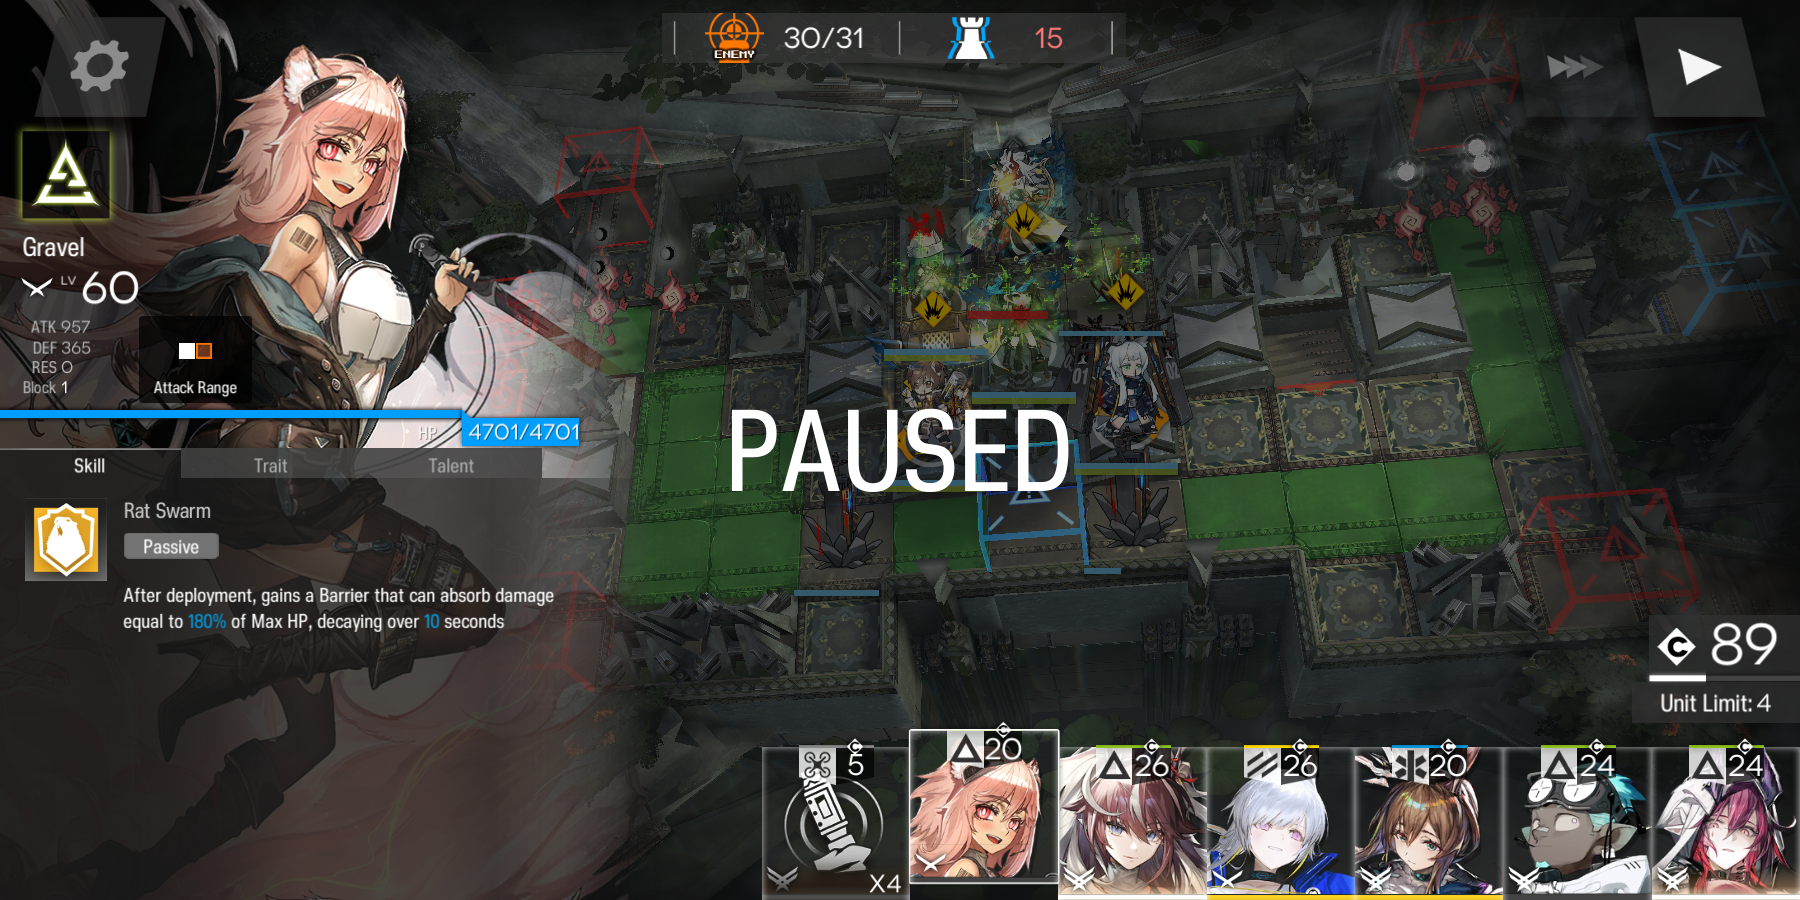 ENEMY
30/31
15
Gravel
LV 60
ATK 957
DEF 365
RES 0
Block 1
Attack Range
HP 4701/4701
Skill
Trait
Talent
PAUSED
01
Rat Swarm
Passive
After deployment, gains a Barrier that can absorb damage
equal to 180% of Max HP, decaying over 10 seconds
C 89
Unit Limit: 4
C 5
X4
C 20
C 26
C 26
C 20
C 24
C 24